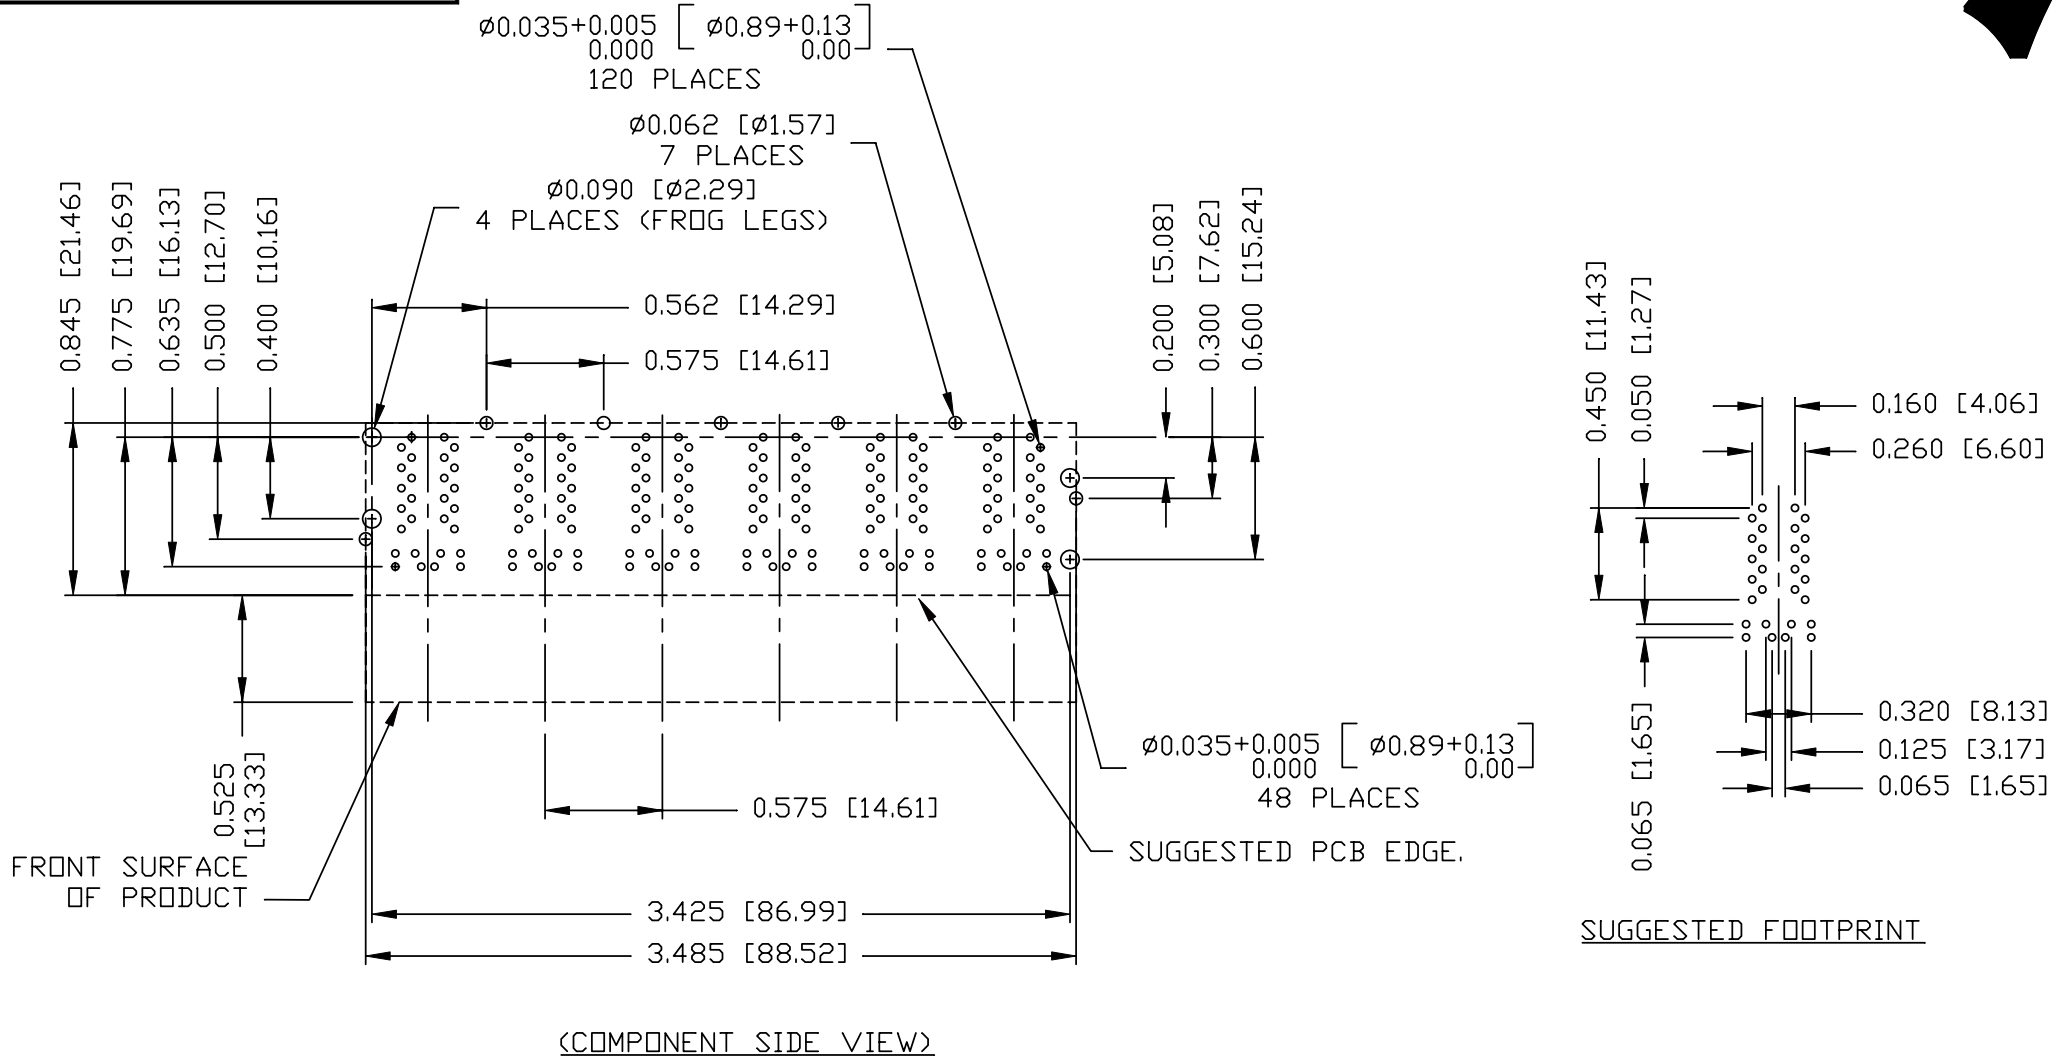 ø0.035+0.005 [ ø0.89+0.13 ]
0.000 0.00
120 PLACES
ø0.062 [ø1.57]
7 PLACES
ø0.090 [ø2.29]
4 PLACES (FROG LEGS)
0.845 [21.46]
0.775 [19.69]
0.635 [16.13]
0.500 [12.70]
0.400 [10.16]
0.562 [14.29]
0.575 [14.61]
0.200 [5.08]
0.300 [7.62]
0.600 [15.24]
0.450 [11.43]
0.050 [1.27]
0.160 [4.06]
0.260 [6.60]
0.525
[13.33]
FRONT SURFACE
OF PRODUCT
0.575 [14.61]
ø0.035+0.005 [ ø0.89+0.13 ]
0.000 0.00
48 PLACES
SUGGESTED PCB EDGE.
0.065 [1.65]
0.320 [8.13]
0.125 [3.17]
0.065 [1.65]
3.425 [86.99]
3.485 [88.52]
SUGGESTED FOOTPRINT
(COMPONENT SIDE VIEW)